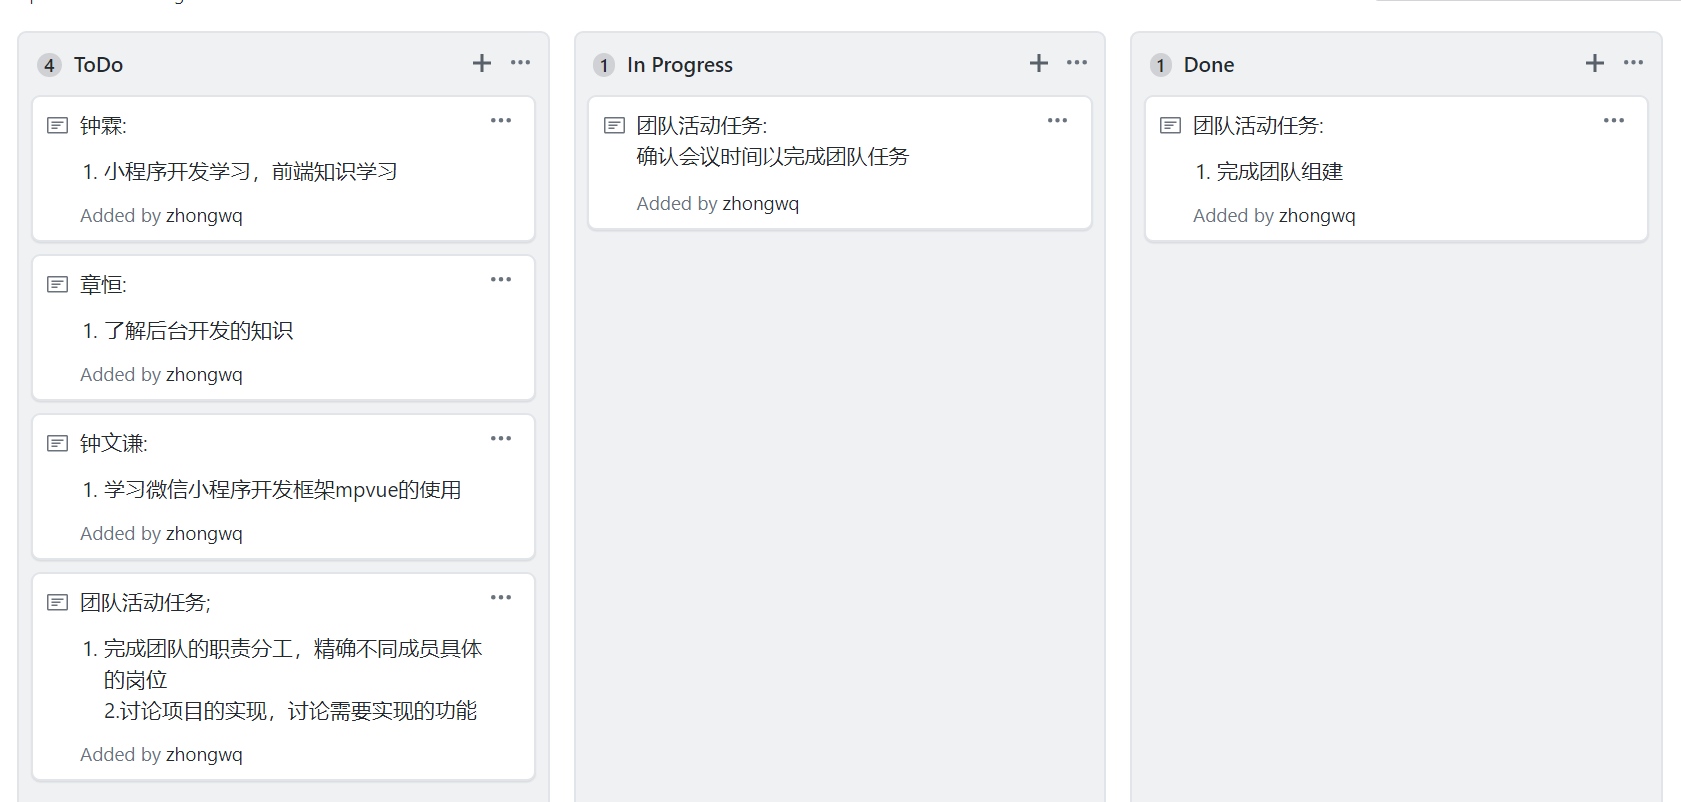 4 ToDo
钟霖:
1. 小程序开发学习，前端知识学习
Added by zhongwq
章恒:
1. 了解后台开发的知识
Added by zhongwq
钟文谦:
1. 学习微信小程序开发框架mpvue的使用
Added by zhongwq
团队活动任务;
1. 完成团队的职责分工，精确不同成员具体
的岗位
2.讨论项目的实现，讨论需要实现的功能
Added by zhongwq
1 In Progress
团队活动任务:
确认会议时间以完成团队任务
Added by zhongwq
1 Done
团队活动任务:
1. 完成团队组建
Added by zhongwq